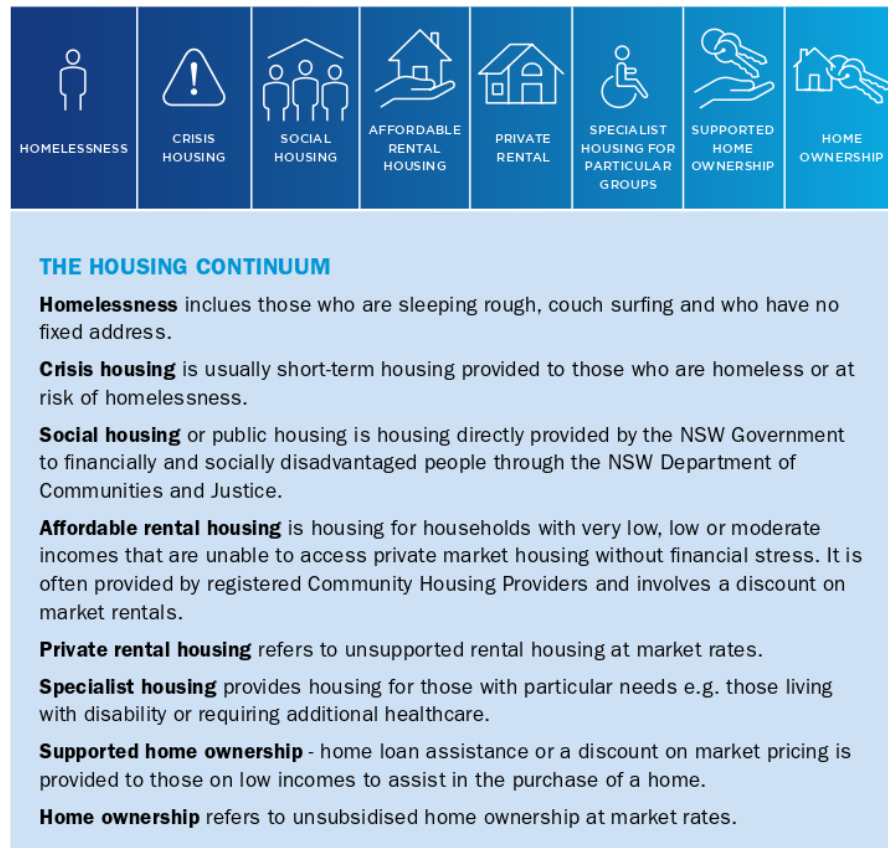 HOMELESSNESS
CRISIS
HOUSING
SOCIAL
HOUSING
AFFORDABLE
RENTAL
HOUSING
PRIVATE
RENTAL
SPECIALIST
HOUSING FOR
PARTICULAR
GROUPS
SUPPORTED
HOME
OWNERSHIP
HOME
OWNERSHIP
THE HOUSING CONTINUUM
Homelessness inclues those who are sleeping rough, couch surfing and who have no
fixed address.
Crisis housing is usually short-term housing provided to those who are homeless or at
risk of homelessness.
Social housing or public housing is housing directly provided by the NSW Government
to financially and socially disadvantaged people through the NSW Department of
Communities and Justice.
Affordable rental housing is housing for households with very low, low or moderate
incomes that are unable to access private market housing without financial stress. It is
often provided by registered Community Housing Providers and involves a discount on
market rentals.
Private rental housing refers to unsupported rental housing at market rates.
Specialist housing provides housing for those with particular needs e.g. those living
with disability or requiring additional healthcare.
Supported home ownership - home loan assistance or a discount on market pricing is
provided to those on low incomes to assist in the purchase of a home.
Home ownership refers to unsubsidised home ownership at market rates.